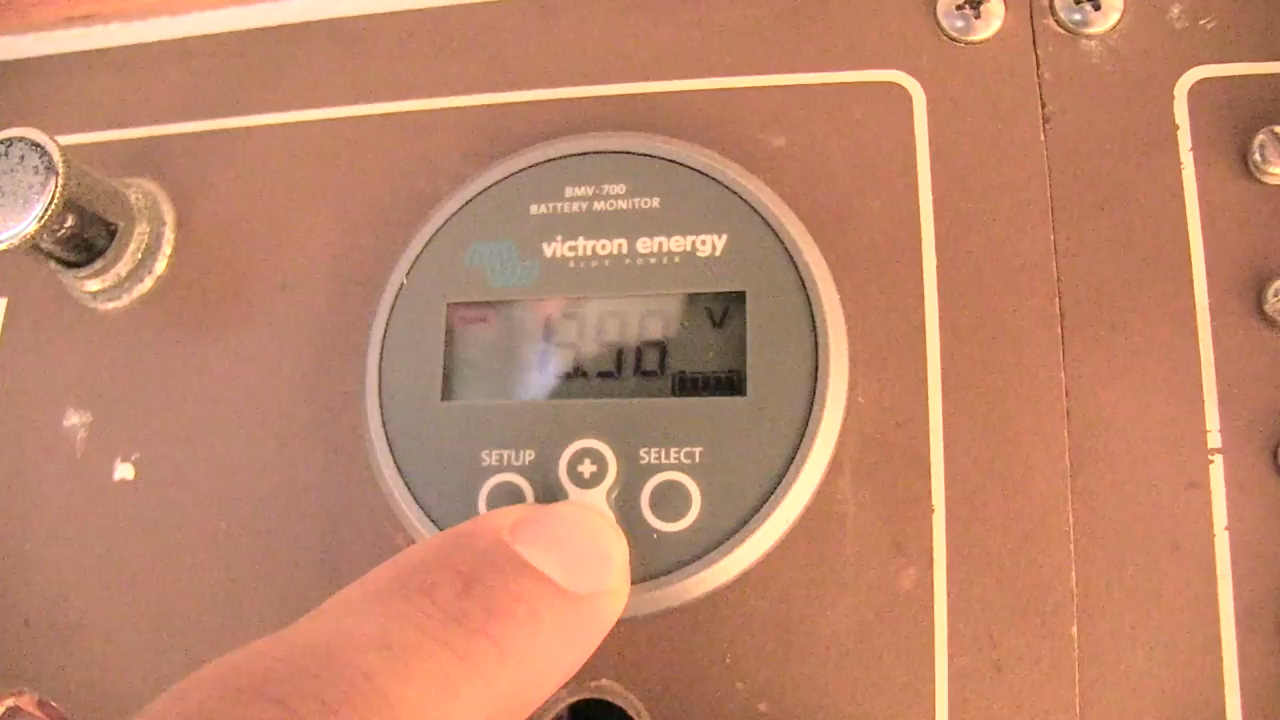 BMV-700
BATTERY MONITOR
victron energy
BLUE POWER
V
SETUP
+
SELECT